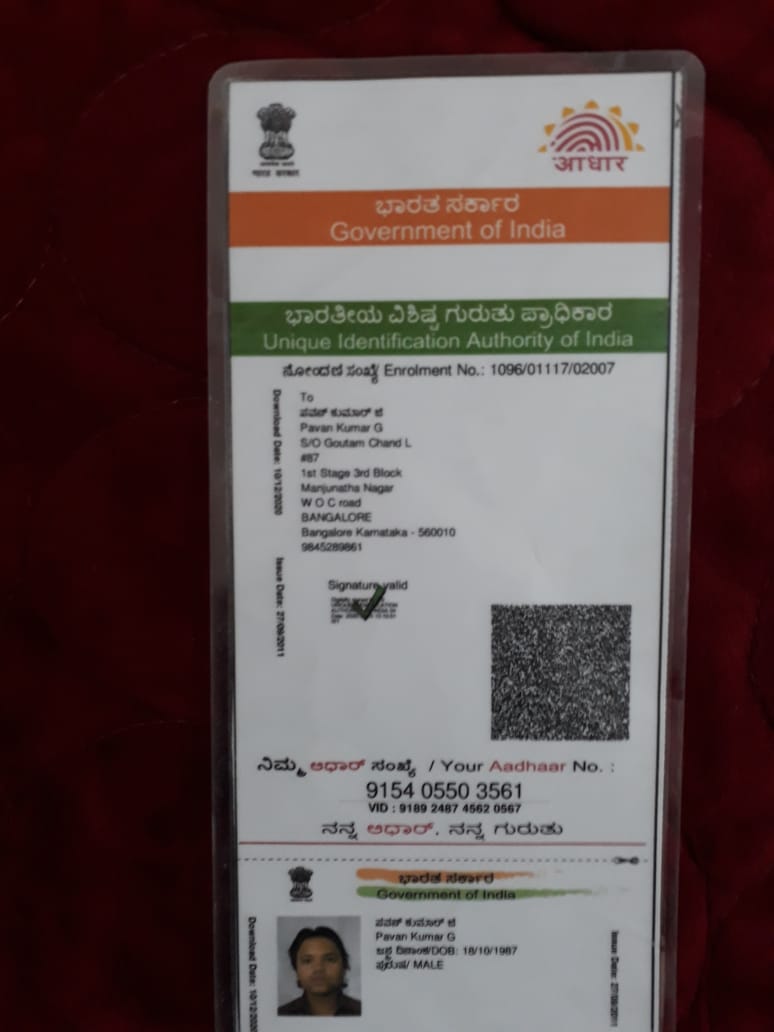 भारत सरकार
आधार
ಭಾರತ ಸರ್ಕಾರ
Government of India
ಭಾರತೀಯ ವಿಶಿಷ್ಟ ಗುರುತು ಪ್ರಾಧಿಕಾರ
Unique Identification Authority of India
ನೋಂದಣಿ ಸಂಖ್ಯೆ/ Enrolment No.: 1096/01117/02007
Download Date: 10/12/2020
Issue Date: 27/09/2011
To
ಪವನ್ ಕುಮಾರ್ ಜಿ
Pavan Kumar G
S/O Goutam Chand L
#87
1st Stage 3rd Block
Manjunatha Nagar
W O C road
BANGALORE
Bangalore Karnataka - 560010
9845289861
Signature valid
ನಿಮ್ಮ ಆಧಾರ್ ಸಂಖ್ಯೆ / Your Aadhaar No. :
9154 0550 3561
VID : 9189 2487 4562 0567
ನನ್ನ ಆಧಾರ್, ನನ್ನ ಗುರುತು
ಭಾರತ ಸರ್ಕಾರ
Government of India
Download Date: 10/12/2020
ಪವನ್ ಕುಮಾರ್ ಜಿ
Pavan Kumar G
ಜನ್ಮ ದಿನಾಂಕ/DOB: 18/10/1987
ಪುರುಷ/ MALE
Issue Date: 27/09/2011